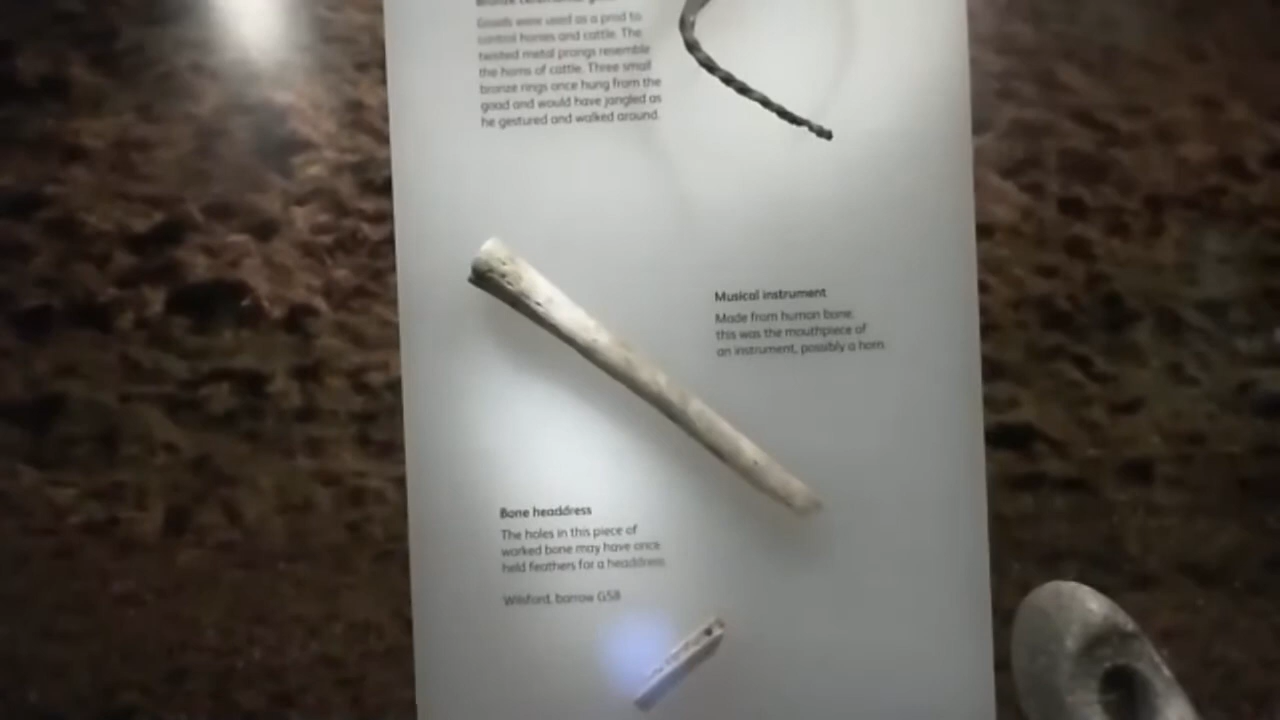 Bronze ceremonial
Goads were used as a prod to
control horses and cattle. The
twisted metal prongs resemble
the horns of cattle. Three small
bronze rings once hung from the
goad and would have jangled as
he gestured and walked around.
Musical instrument
Made from human bone,
this was the mouthpiece of
an instrument, possibly a horn.
Bone headdress
The holes in this piece of
worked bone may have once
held feathers for a headdress.
Wilsford, barrow G58